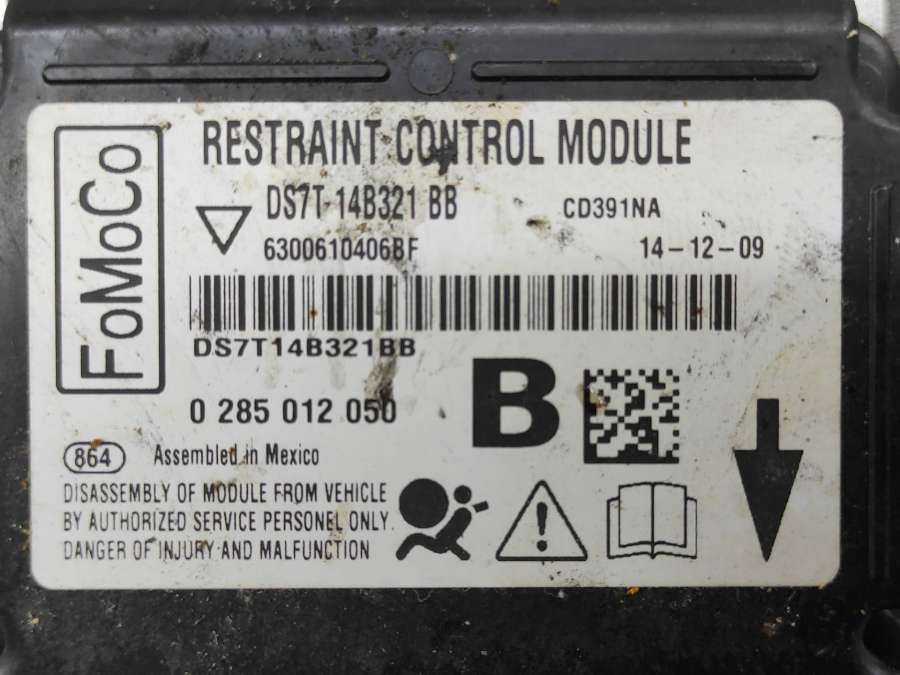 FoMoCo
RESTRAINT CONTROL MODULE
DS7T-14B321 BB CD391NA
6300610406BF 14-12-09
DS7T14B321BB
0 285 012 050 B
864 Assembled in Mexico
DISASSEMBLY OF MODULE FROM VEHICLE
BY AUTHORIZED SERVICE PERSONEL ONLY.
DANGER OF INJURY AND MALFUNCTION